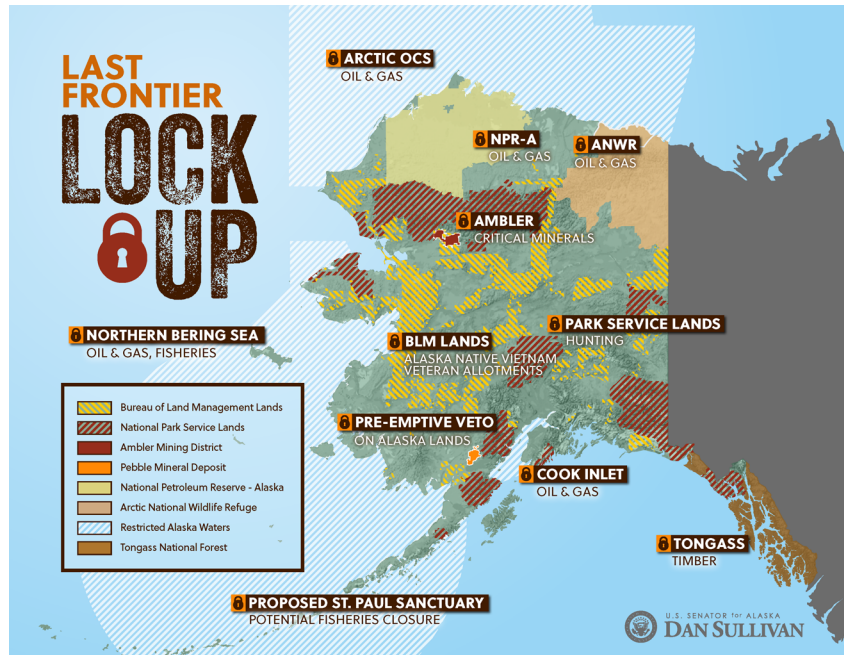 LAST
FRONTIER
LOCK
UP
ARCTIC OCS
OIL & GAS
NPR-A
OIL & GAS
ANWR
OIL & GAS
AMBLER
CRITICAL MINERALS
NORTHERN BERING SEA
OIL & GAS, FISHERIES
BLM LANDS
ALASKA NATIVE VIETNAM
VETERAN ALLOTMENTS
PARK SERVICE LANDS
HUNTING
PRE-EMPTIVE VETO
ON ALASKA LANDS
COOK INLET
OIL & GAS
TONGASS
TIMBER
PROPOSED ST. PAUL SANCTUARY
POTENTIAL FISHERIES CLOSURE
Bureau of Land Management Lands
National Park Service Lands
Ambler Mining District
Pebble Mineral Deposit
National Petroleum Reserve - Alaska
Arctic National Wildlife Refuge
Restricted Alaska Waters
Tongass National Forest
U.S. SENATOR for ALASKA
DAN SULLIVAN